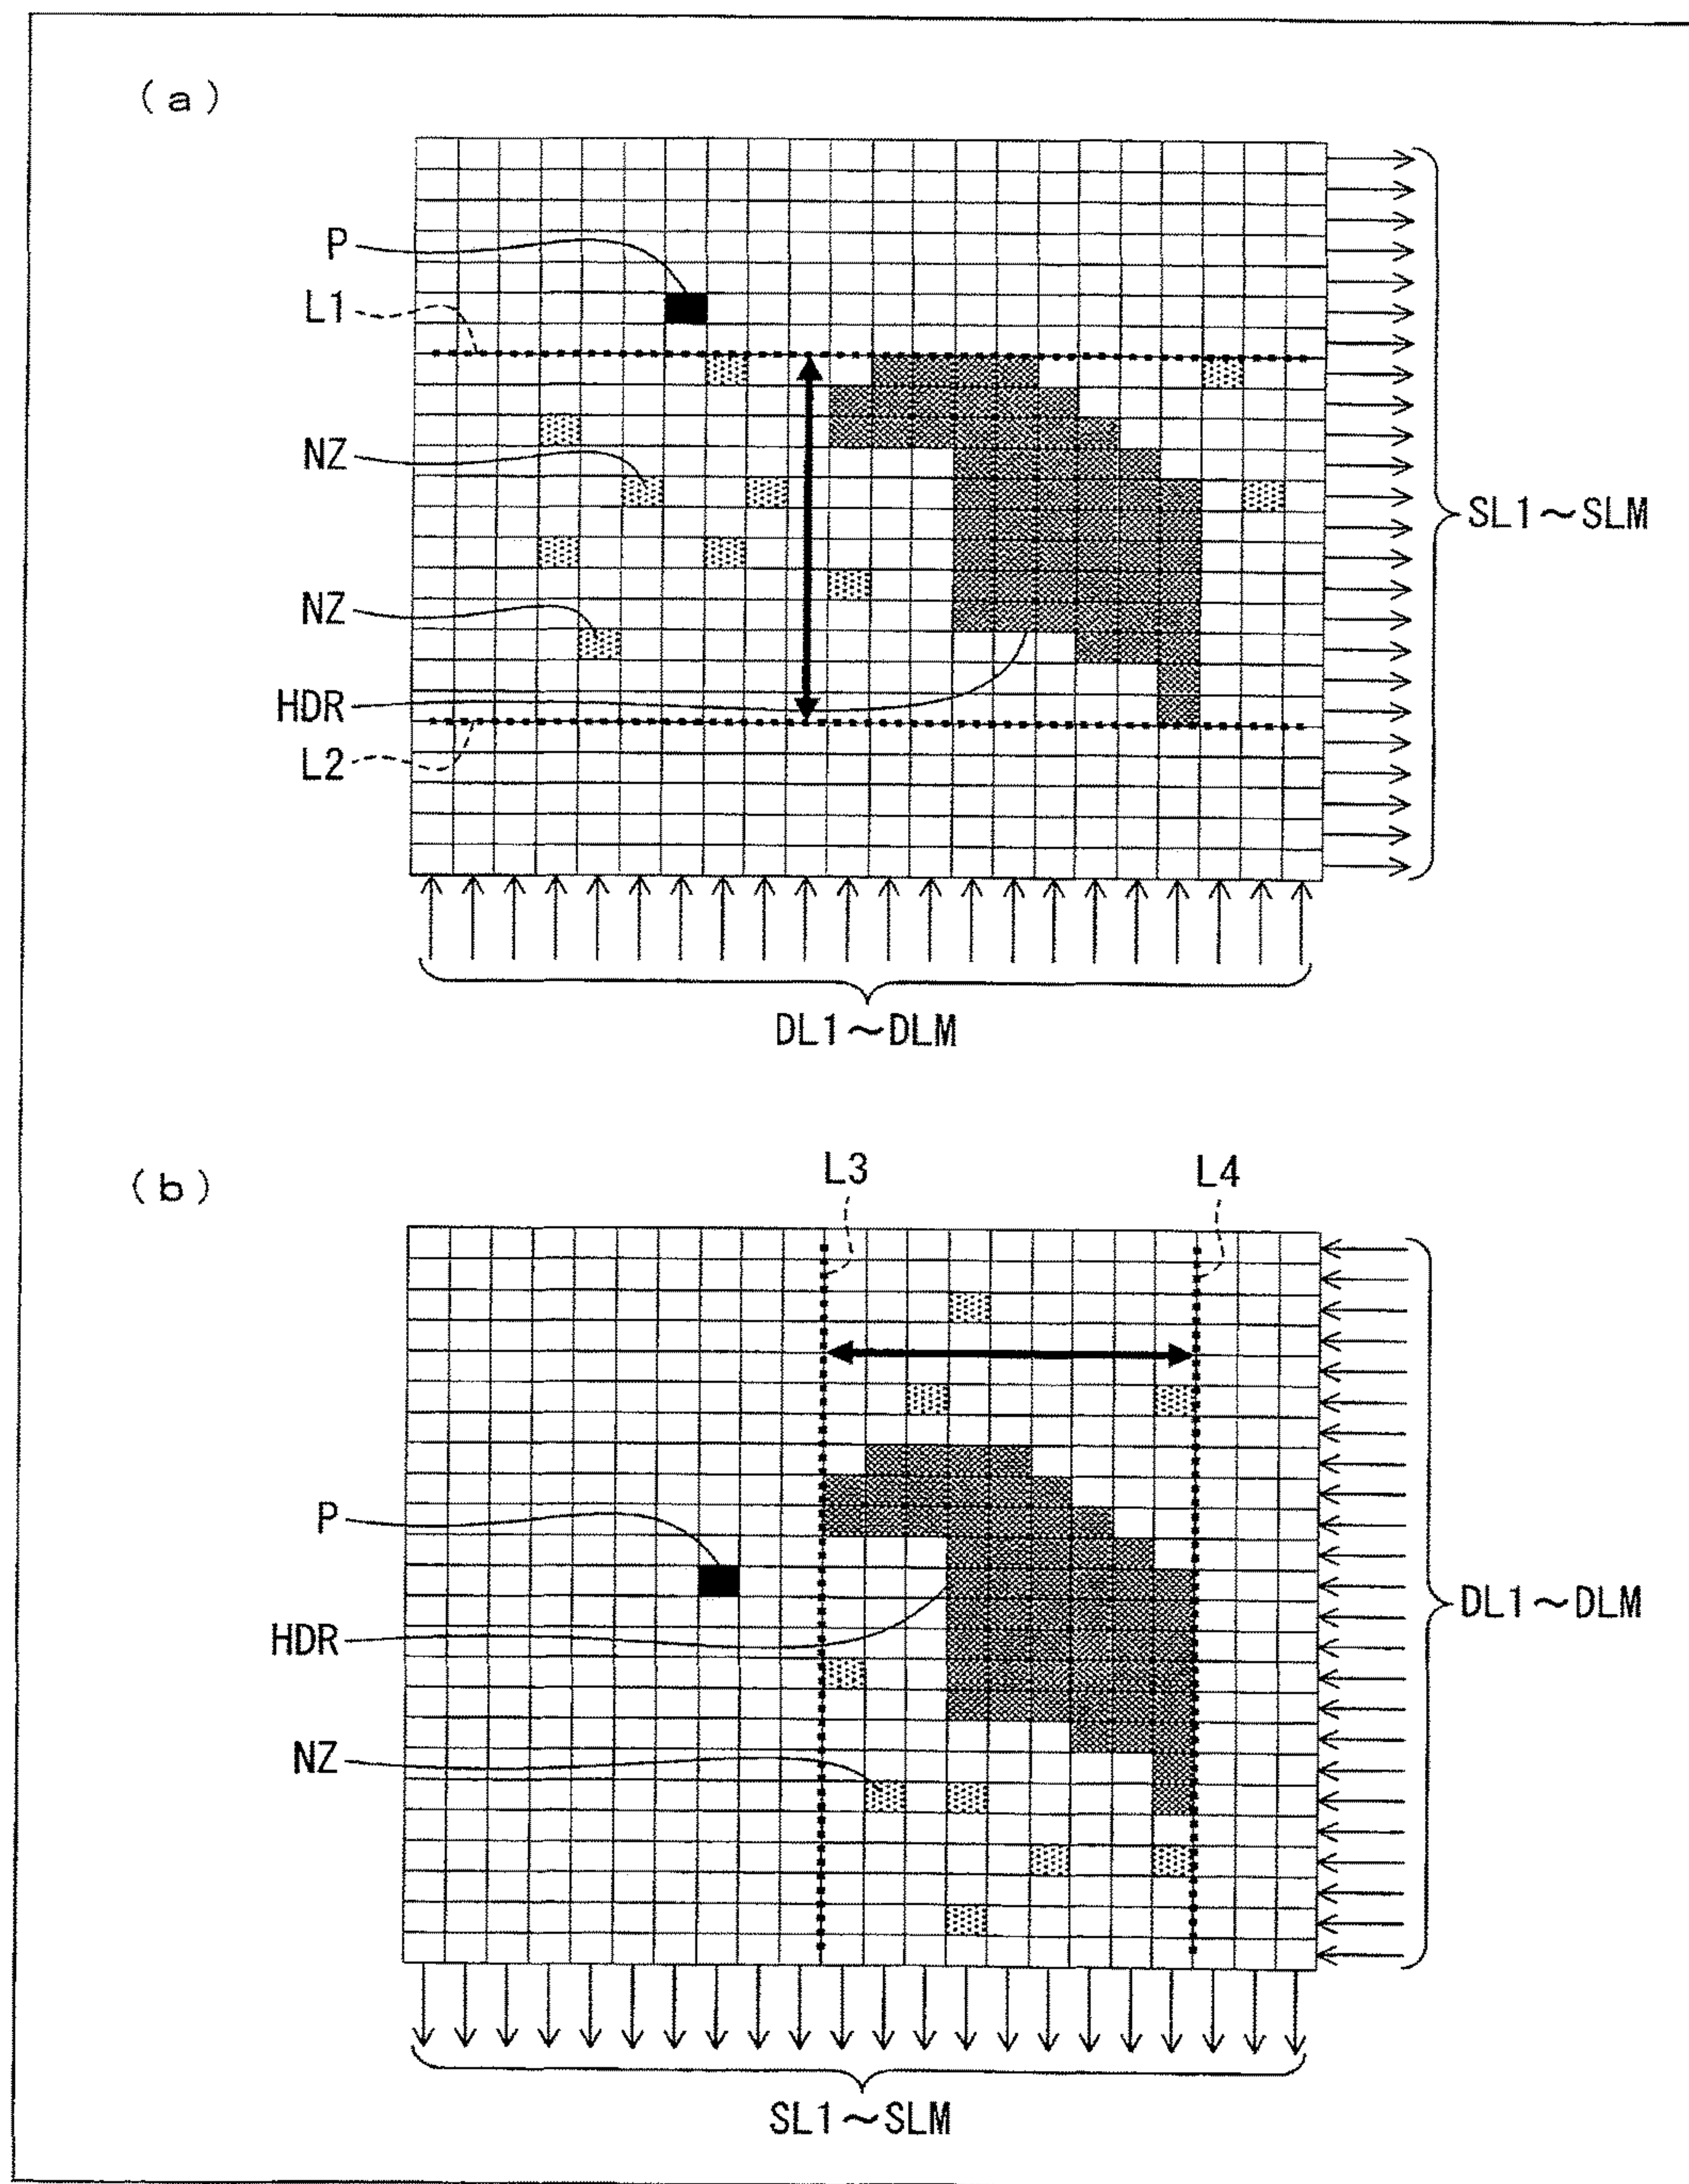 (a)
P
L1
NZ
SL1~SLM
NZ
HDR
L2
DL1~DLM
(b)
L3
L4
P
DL1~DLM
HDR
NZ
SL1~SLM